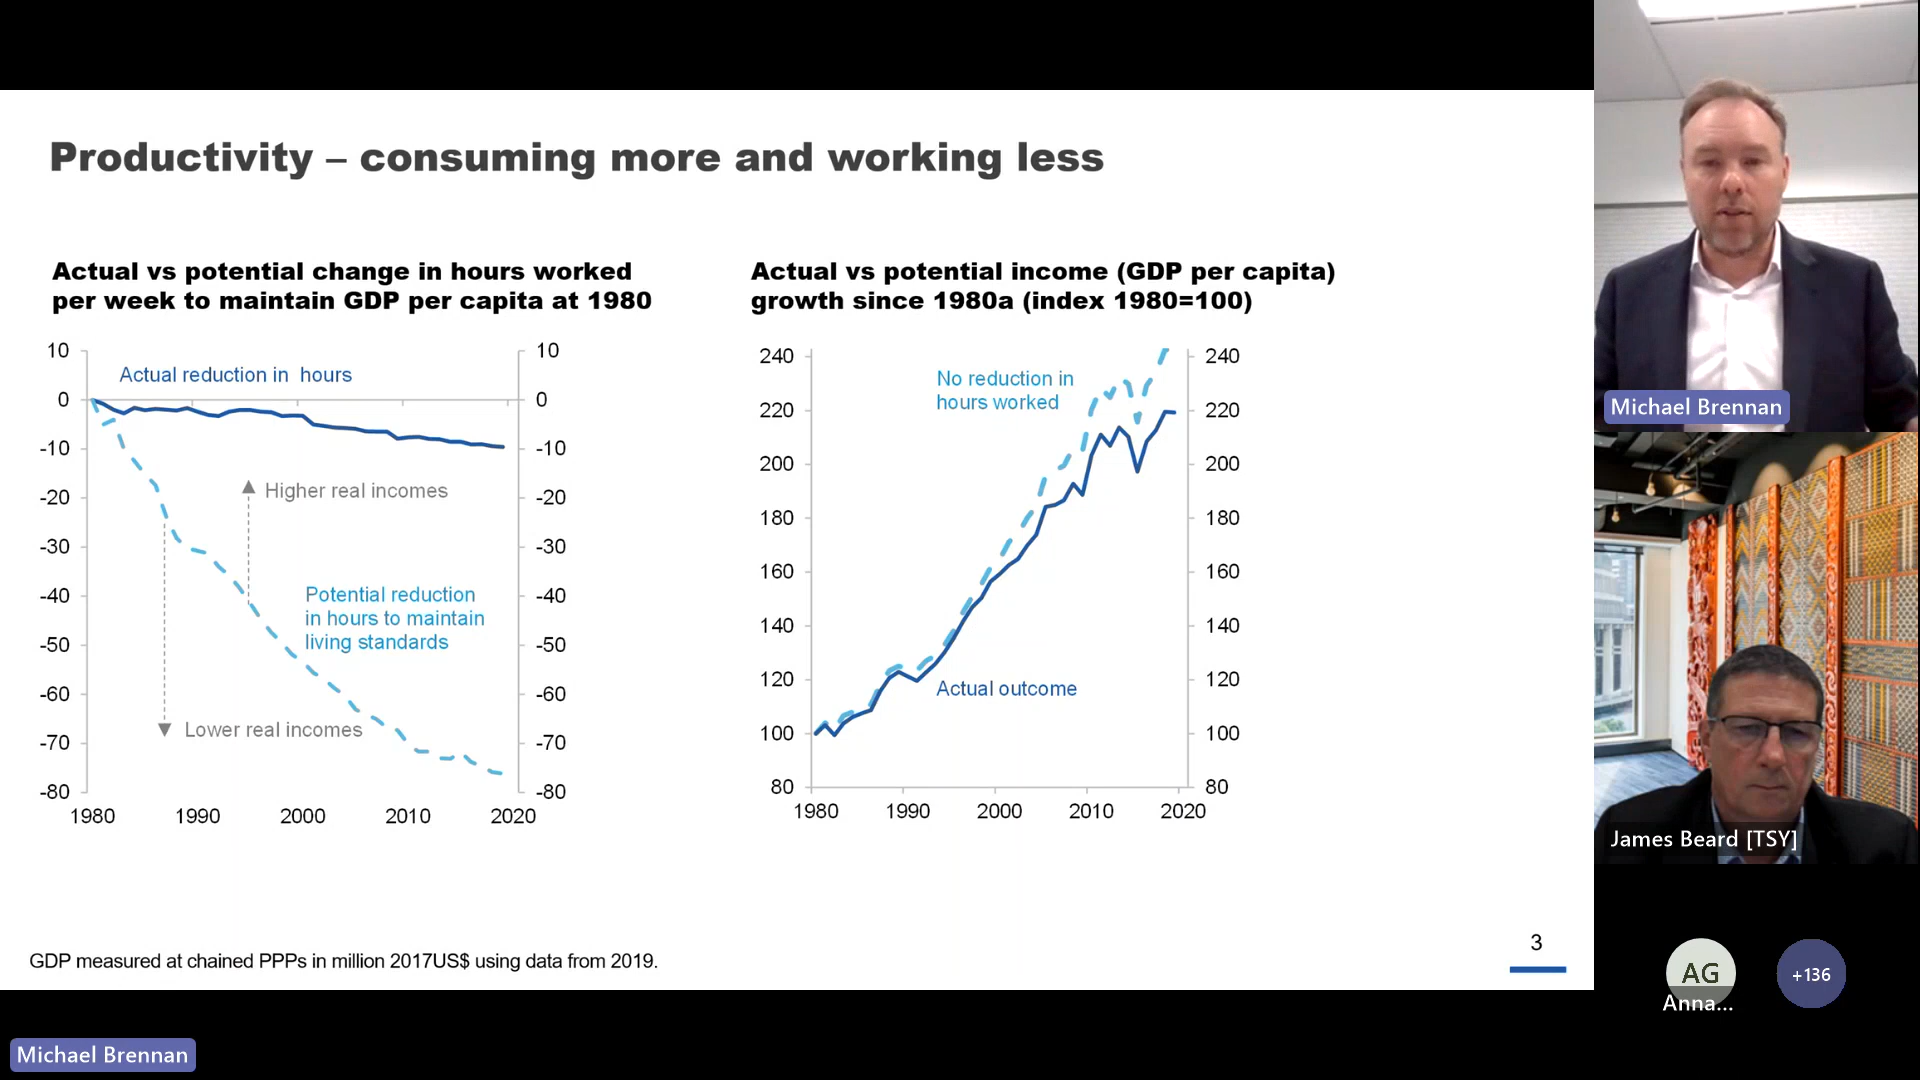 Productivity – consuming more and working less
Actual vs potential change in hours worked
per week to maintain GDP per capita at 1980
10
0
-10
-20
-30
-40
-50
-60
-70
-80
10
0
-10
-20
-30
-40
-50
-60
-70
-80
Actual reduction in hours
Higher real incomes
Potential reduction
in hours to maintain
living standards
Lower real incomes
1980 1990 2000 2010 2020
Actual vs potential income (GDP per capita)
growth since 1980a (index 1980=100)
240
220
200
180
160
140
120
100
80
240
220
200
180
160
140
120
100
80
No reduction in
hours worked
Actual outcome
1980 1990 2000 2010 2020
GDP measured at chained PPPs in million 2017US$ using data from 2019.
3
Michael Brennan
James Beard [TSY]
AG
Anna...
+136
Michael Brennan